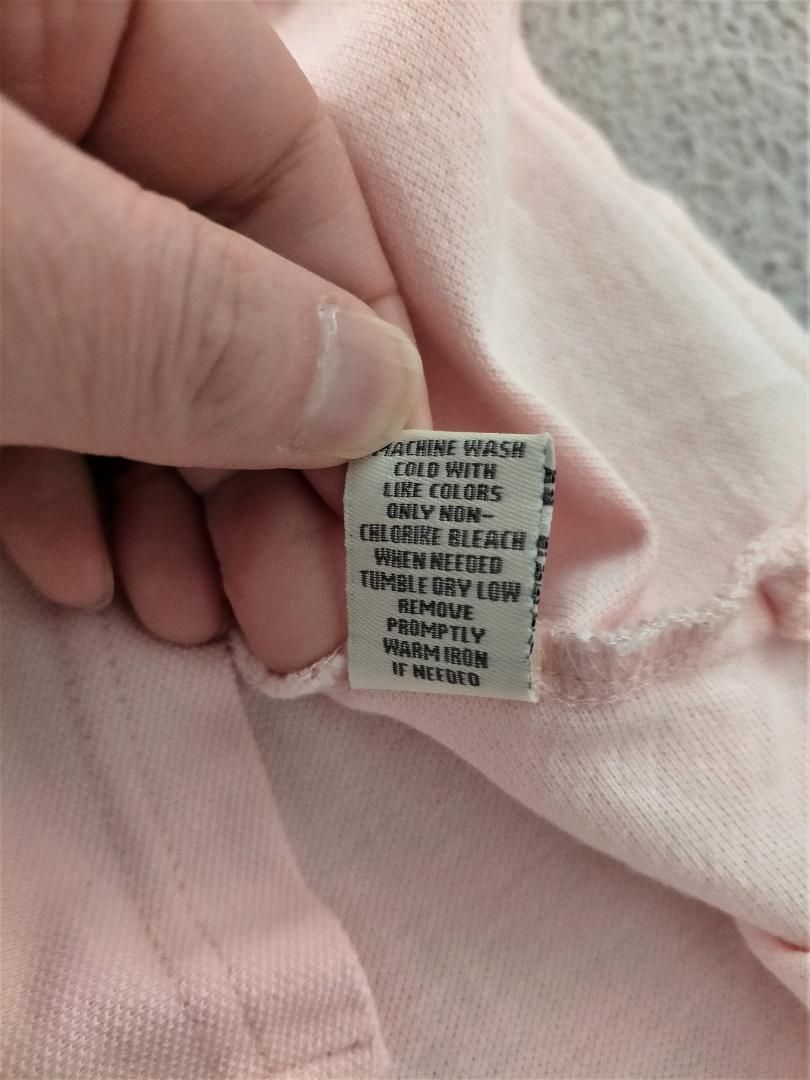 MACHINE WASH
COLD WITH
LIKE COLORS
ONLY NON-
CHLORINE BLEACH
WHEN NEEDED
TUMBLE DRY LOW
REMOVE
PROMPTLY
WARM IRON
IF NEEDED